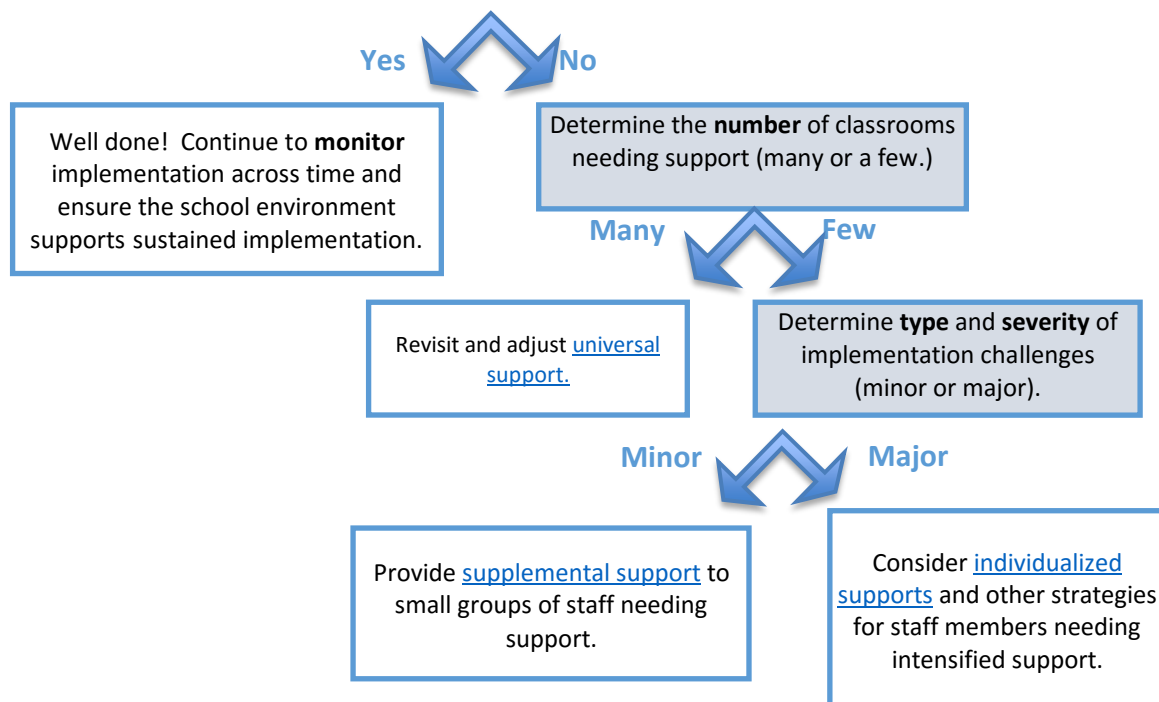 Yes
No
Well done!  Continue to monitor
implementation across time and
ensure the school environment
supports sustained implementation.
Determine the number of classrooms
needing support (many or a few.)
Many
Few
Revisit and adjust universal
support.
Determine type and severity of
implementation challenges
(minor or major).
Minor
Major
Provide supplemental support to
small groups of staff needing
support.
Consider individualized
supports and other strategies
for staff members needing
intensified support.